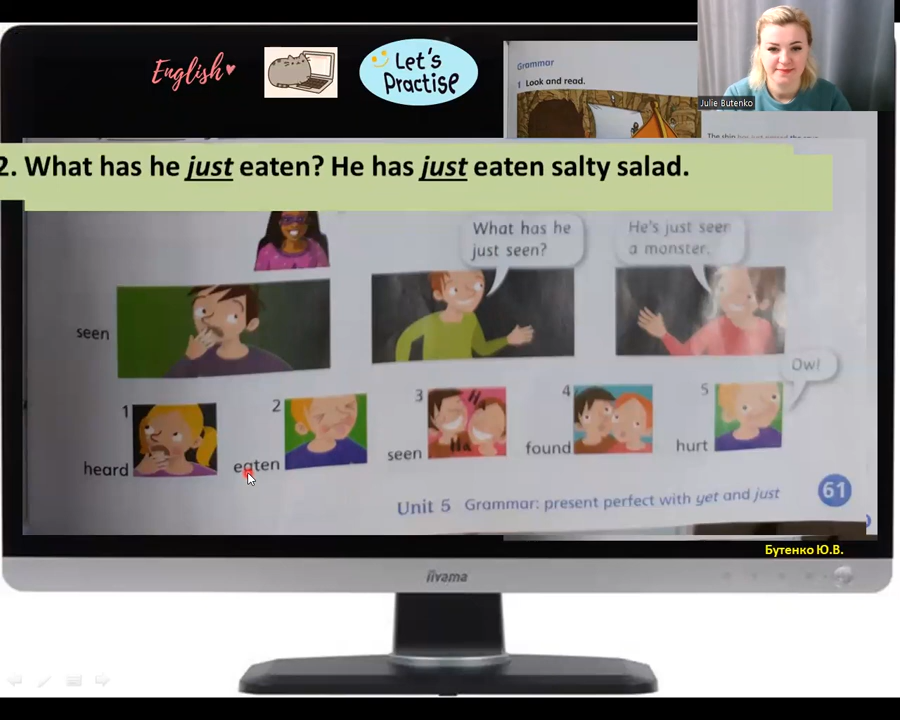 English
Let's
Practise
Grammar
1 Look and read.
Julie Butenko
2. What has he just eaten? He has just eaten salty salad.
What has he
just seen?
He's just seen
a monster.
seen
Ow!
1
2
3
4
5
Ha
heard
eaten
seen
found
hurt
Unit 5 Grammar: present perfect with yet and just
61
Бутенко Ю.В.
iiyama